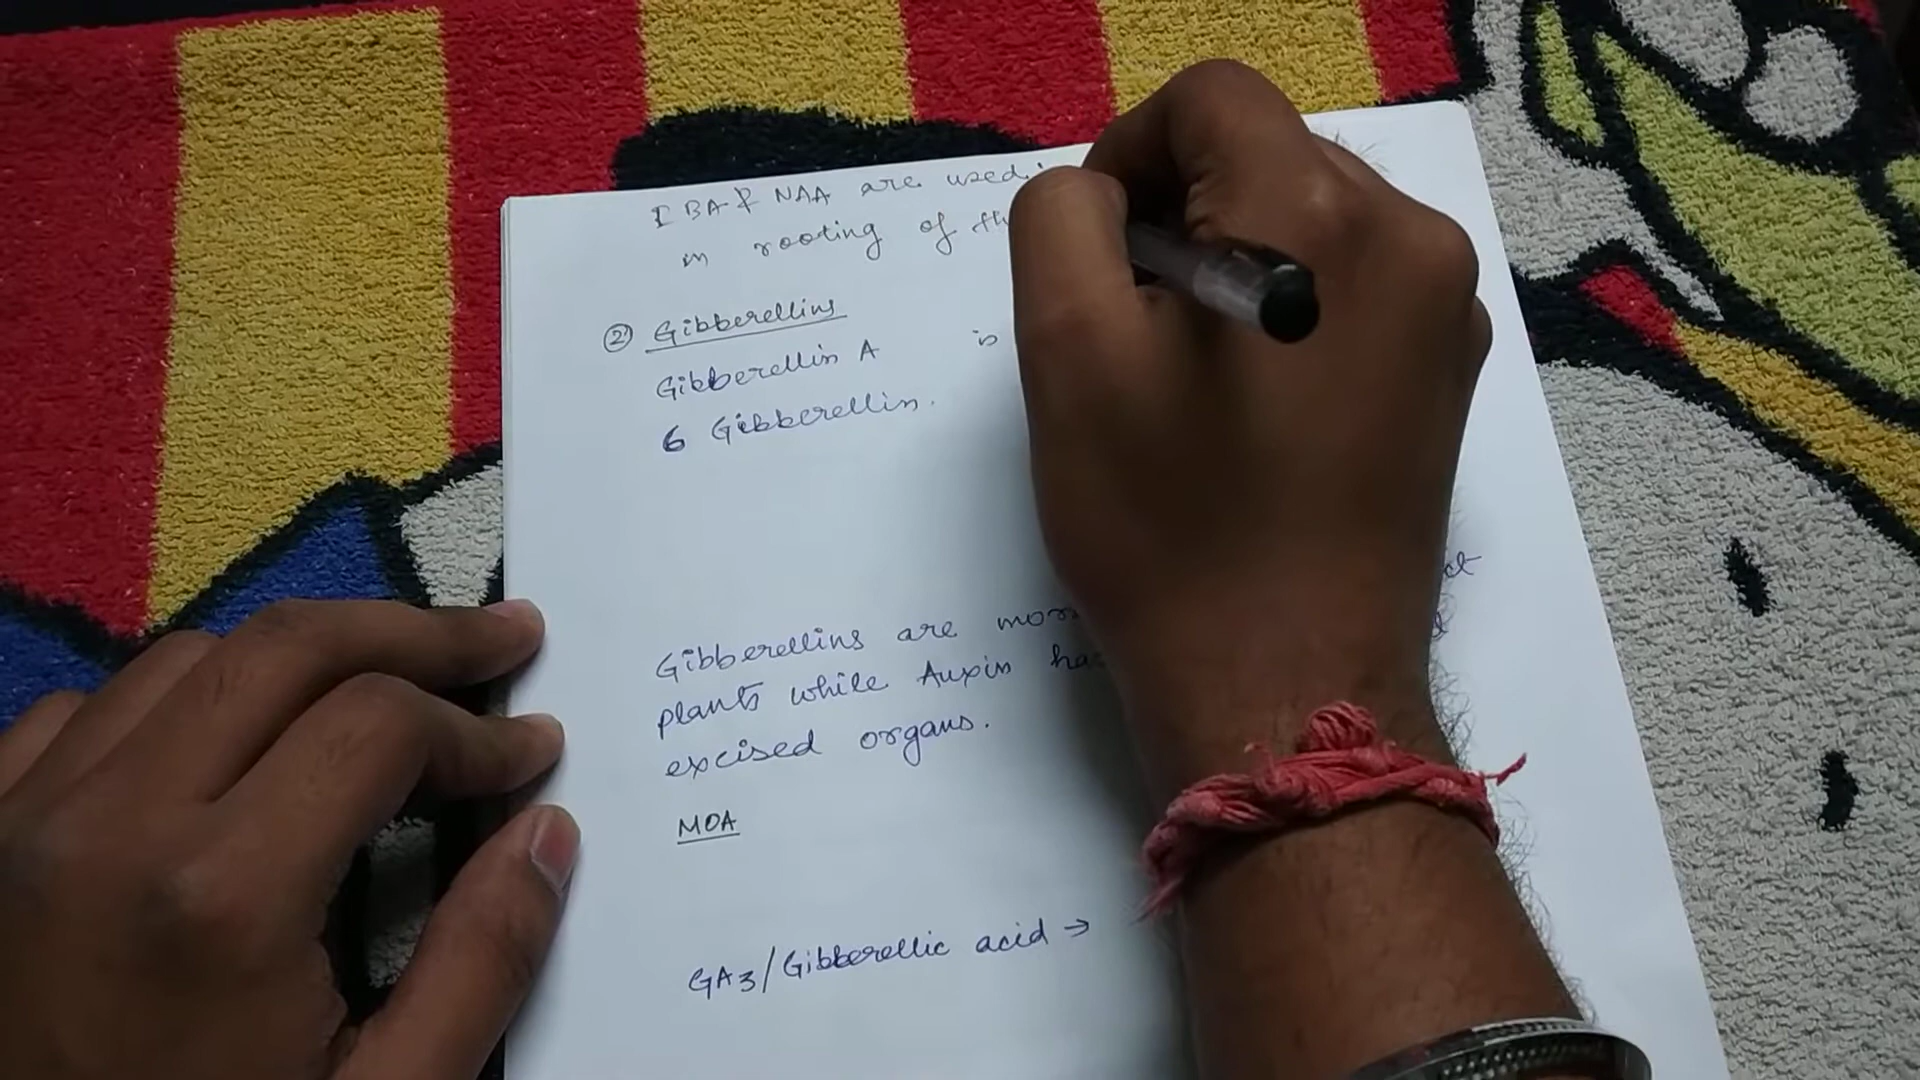 IBA & NAA are used
in rooting of
② Gibberellins
Gibberellin A is
6 Gibberellin.
Gibberellins are
plants while Auxin
excised organs.
MOA
GA3/Gibberellic acid →